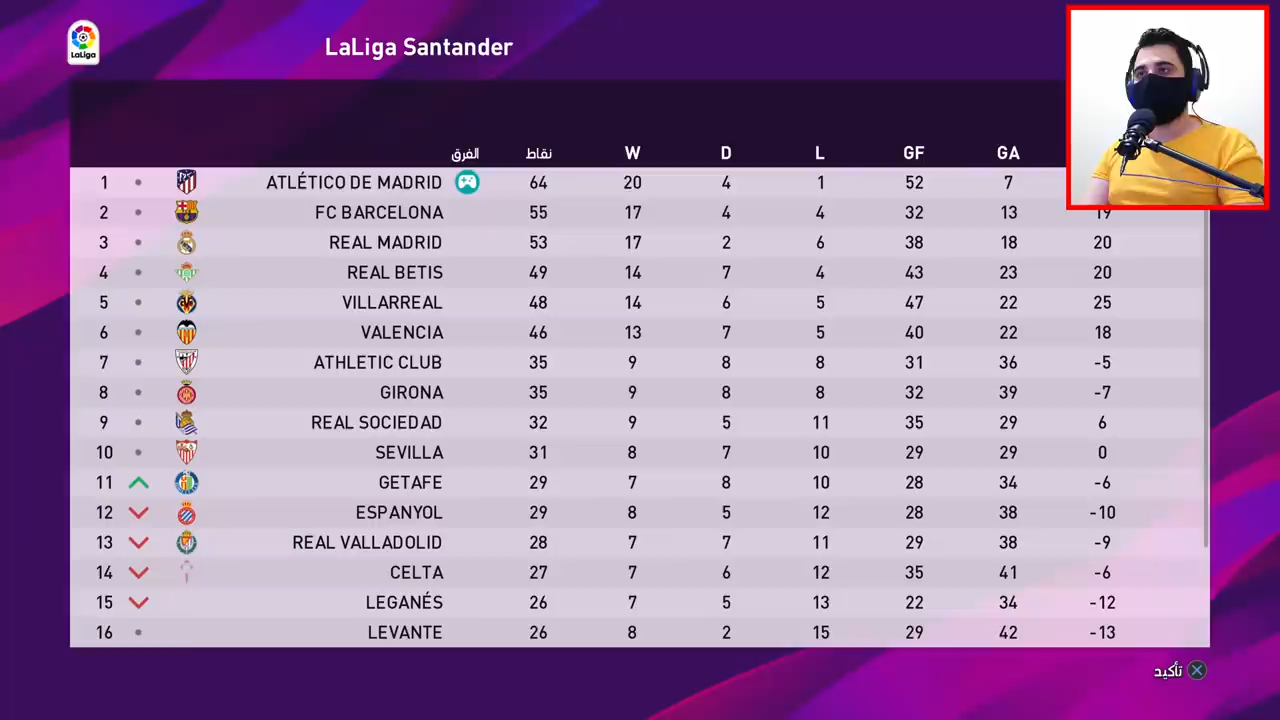 LaLiga
LaLiga Santander
الفرق نقاط W D L GF GA
1 ATLÉTICO DE MADRID 64 20 4 1 52 7
2 FC BARCELONA 55 17 4 4 32 13 19
3 REAL MADRID 53 17 2 6 38 18 20
4 REAL BETIS 49 14 7 4 43 23 20
5 VILLARREAL 48 14 6 5 47 22 25
6 VALENCIA 46 13 7 5 40 22 18
7 ATHLETIC CLUB 35 9 8 8 31 36 -5
8 GIRONA 35 9 8 8 32 39 -7
9 REAL SOCIEDAD 32 9 5 11 35 29 6
10 SEVILLA 31 8 7 10 29 29 0
11 GETAFE 29 7 8 10 28 34 -6
12 ESPANYOL 29 8 5 12 28 38 -10
13 REAL VALLADOLID 28 7 7 11 29 38 -9
14 CELTA 27 7 6 12 35 41 -6
15 LEGANÉS 26 7 5 13 22 34 -12
16 LEVANTE 26 8 2 15 29 42 -13
تأكيد